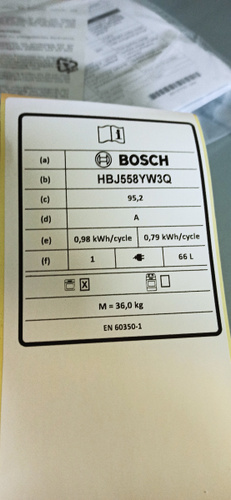 BOSCH
(a)
(b) HBJ558YW3Q
(c) 95,2
(d) A
(e) 0,98 kWh/cycle 0,79 kWh/cycle
(f) 1 66 L
X
M = 36,0 kg
EN 60350-1